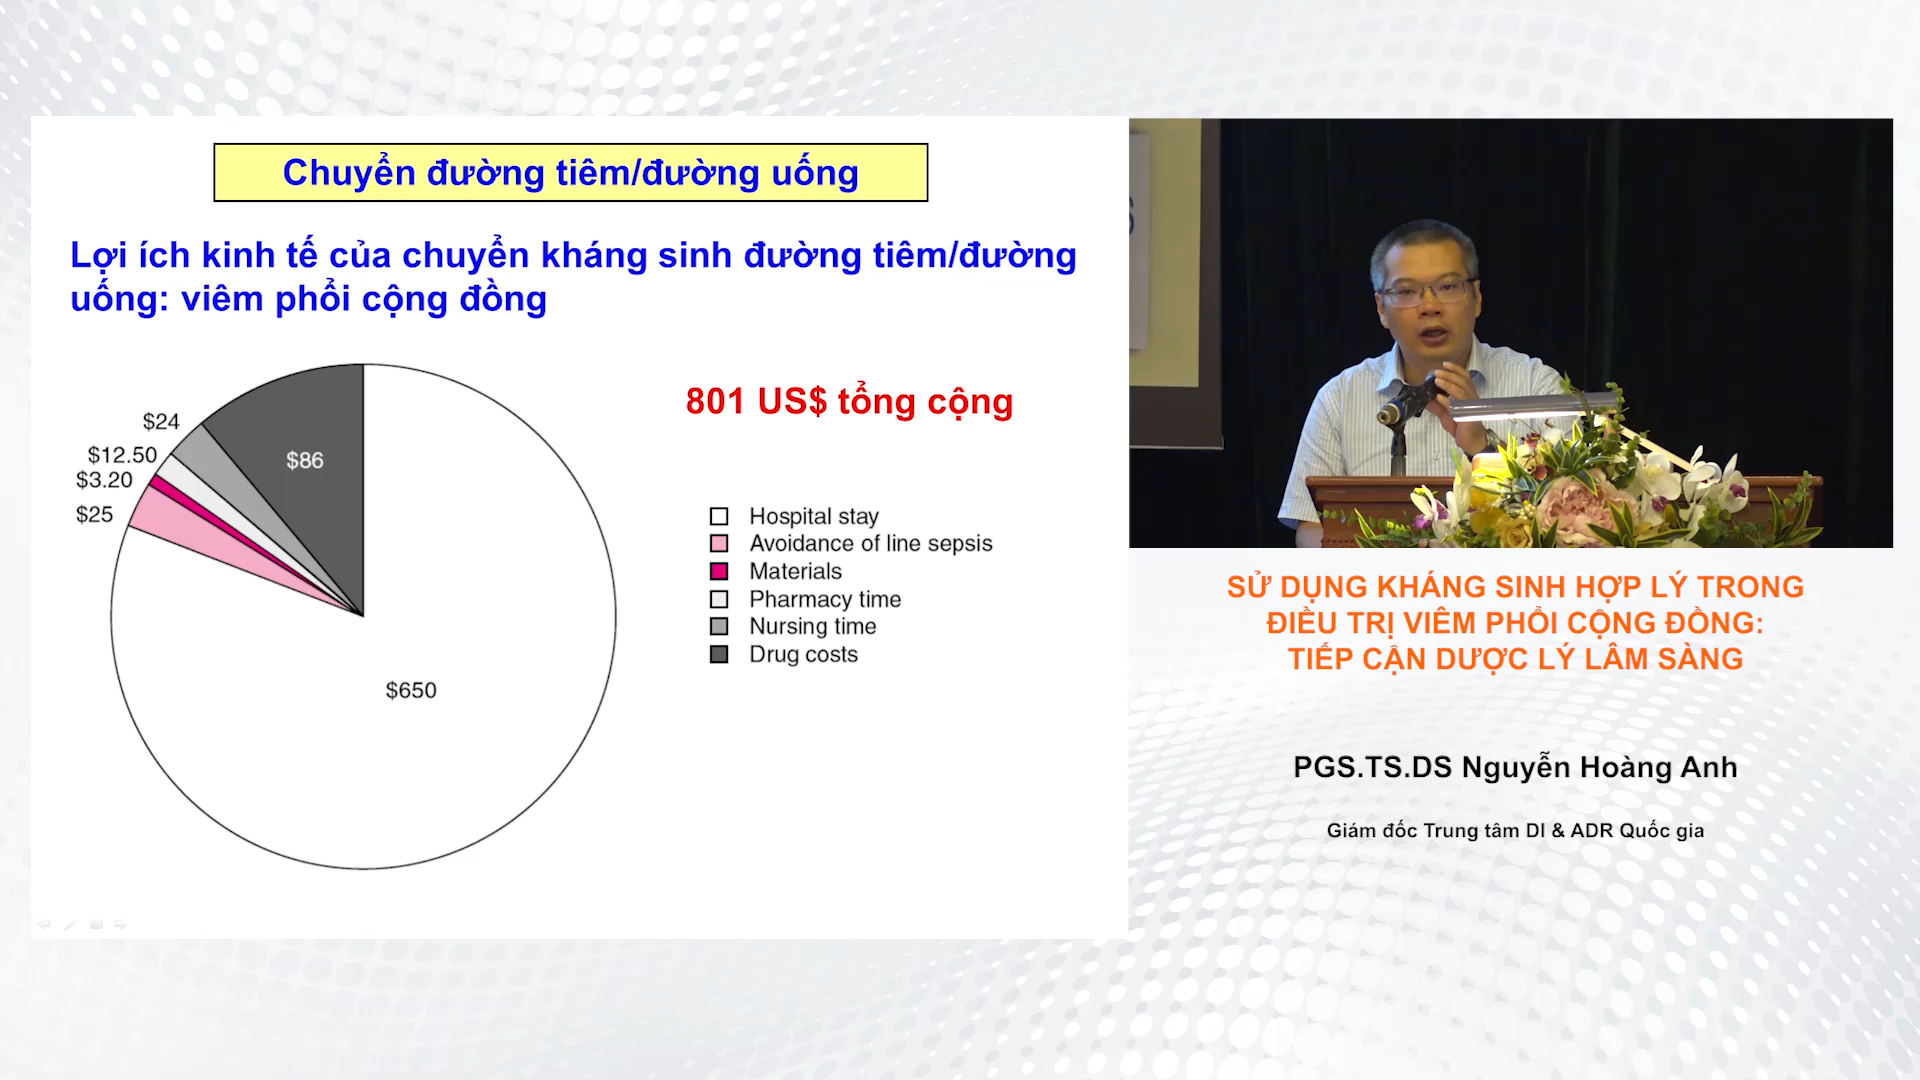 Chuyển đường tiêm/đường uống
Lợi ích kinh tế của chuyển kháng sinh đường tiêm/đường
uống: viêm phổi cộng đồng
801 US$ tổng cộng
$24
$12.50
$3.20
$25
$86
$650
Hospital stay
Avoidance of line sepsis
Materials
Pharmacy time
Nursing time
Drug costs
SỬ DỤNG KHÁNG SINH HỢP LÝ TRONG
ĐIỀU TRỊ VIÊM PHỔI CỘNG ĐỒNG:
TIẾP CẬN DƯỢC LÝ LÂM SÀNG
PGS.TS.DS Nguyễn Hoàng Anh
Giám đốc Trung tâm DI & ADR Quốc gia